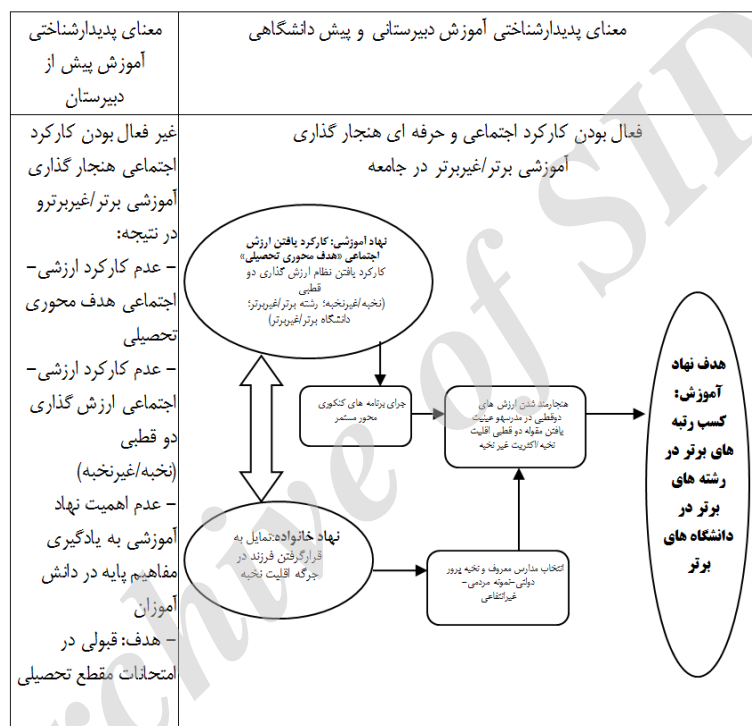 معنای پدیدارشناختی آموزش دبیرستانی و پیش دانشگاهی
معنای پدیدارشناختی
آموزش پیش از
دبیرستان
فعال بودن کارکرد اجتماعی و حرفه ای هنجار گذاری
آموزشی برتر/غیربرتر در جامعه
نهاد آموزشی: کارکرد یافتن ارزش
اجتماعی «هدف محوری تحصیلی»
کارکرد یافتن نظام ارزش گذاری دو
قطبی
(نخبه/غیرنخبه؛ رشته برتر/غیربرتر؛
دانشگاه برتر/غیربرتر)
جرای برنامه های کنکوری
محور مستمر
هنجارمند شدن ارزش های
دوقطبی در مدرسهو عینیت
یافتن مقوله دو قطبی اقلیت
نخبه/اکثریت غیر نخبه
هدف نهاد
آموزش:
کسب رتبه
های برتر در
رشته های
برتر در
دانشگاه های
برتر
نهاد خانواده:تمایل به
قرارگرفتن فرزند در
جرگه اقلیت نخبه
انتخاب مدارس معروف و نخبه پرور
دولتی-نمونه مردمی-
غیرانتفاعی
غیر فعال بودن کارکرد
اجتماعی هنجار گذاری
آموزشی برتر/غیربرترو
در نتیجه:
- عدم کارکرد ارزشی-
اجتماعی هدف محوری
تحصیلی
- عدم کارکرد ارزشی-
اجتماعی ارزش گذاری
دو قطبی
(نخبه/غیرنخبه)
- عدم اهمیت نهاد
آموزشی به یادگیری
مفاهیم پایه در دانش
آموزان
- هدف: قبولی در
امتحانات مقطع تحصیلی
Archive of SID